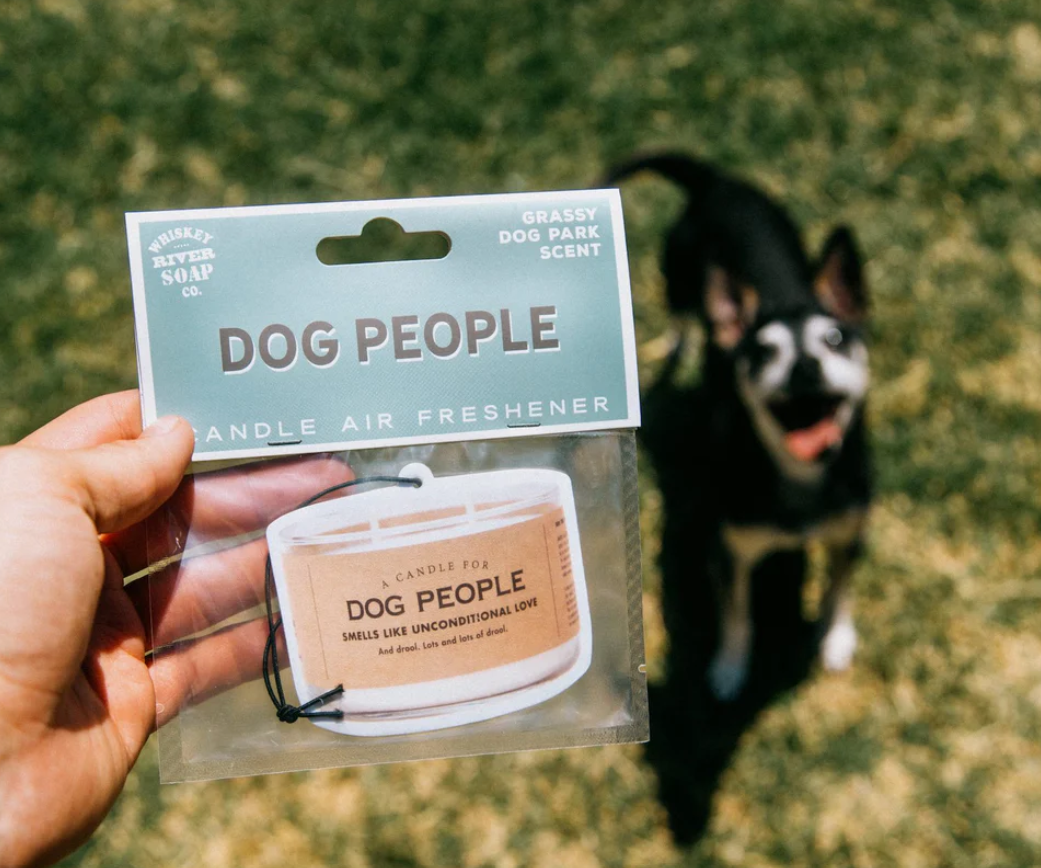 WHISKEY
RIVER
SOAP
CO.
GRASSY
DOG PARK
SCENT
DOG PEOPLE
CANDLE AIR FRESHENER
A CANDLE FOR
DOG PEOPLE
SMELLS LIKE UNCONDITIONAL LOVE
And drool. Lots and lots of drool.